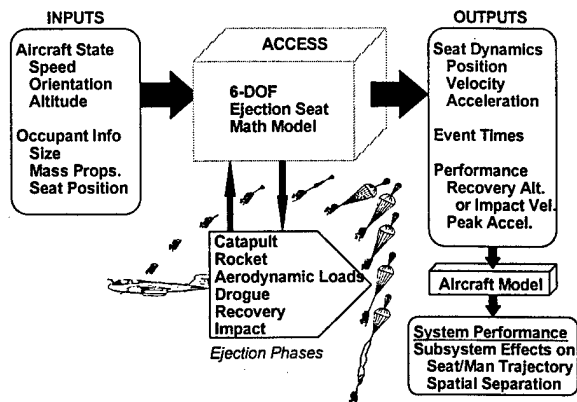 INPUTS
Aircraft State
Speed
Orientation
Altitude
Occupant Info
Size
Mass Props.
Seat Position
ACCESS
6-DOF
Ejection Seat
Math Model
Catapult
Rocket
Aerodynamic Loads
Drogue
Recovery
Impact
Ejection Phases
OUTPUTS
Seat Dynamics
Position
Velocity
Acceleration
Event Times
Performance
Recovery Alt.
or Impact Vel.
Peak Accel.
Aircraft Model
System Performance
Subsystem Effects on
Seat/Man Trajectory
Spatial Separation